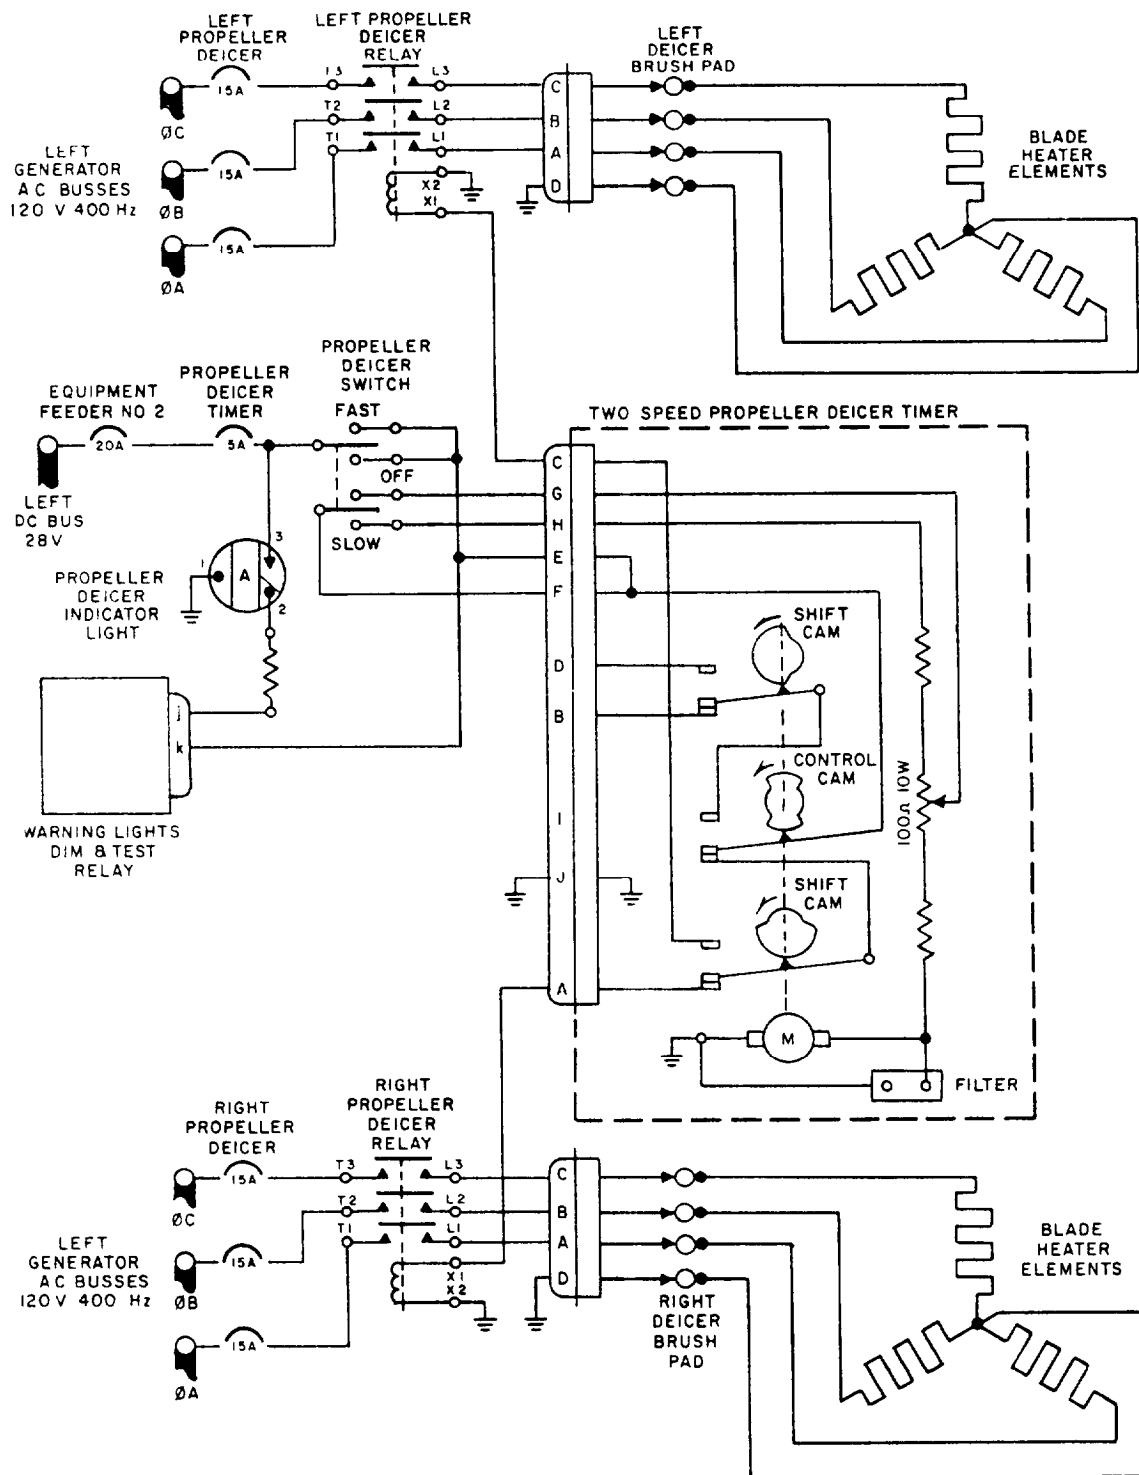 LEFT
PROPELLER
DEICER
LEFT PROPELLER
DEICER
RELAY
LEFT
DEICER
BRUSH PAD
15A
T3
L3
C
ØC
T2
L2
B
BLADE
HEATER
ELEMENTS
LEFT
GENERATOR
AC BUSSES
120 V 400 Hz
15A
T1
L1
A
ØB
X2
X1
D
15A
ØA
PROPELLER
DEICER
SWITCH
EQUIPMENT
FEEDER NO 2
PROPELLER
DEICER
TIMER
FAST
TWO SPEED PROPELLER DEICER TIMER
20A
5A
OFF
C
G
LEFT
DC BUS
28V
SLOW
H
3
E
1
A
2
F
PROPELLER
DEICER
INDICATOR
LIGHT
SHIFT
CAM
D
B
j
k
CONTROL
CAM
100Ω 10W
I
WARNING LIGHTS
DIM & TEST
RELAY
J
SHIFT
CAM
A
M
FILTER
RIGHT
PROPELLER
DEICER
RIGHT
PROPELLER
DEICER
RELAY
15A
T3
L3
C
ØC
T2
L2
B
LEFT
GENERATOR
AC BUSSES
120 V 400 Hz
15A
T1
L1
A
BLADE
HEATER
ELEMENTS
ØB
X1
X2
D
RIGHT
DEICER
BRUSH
PAD
15A
ØA